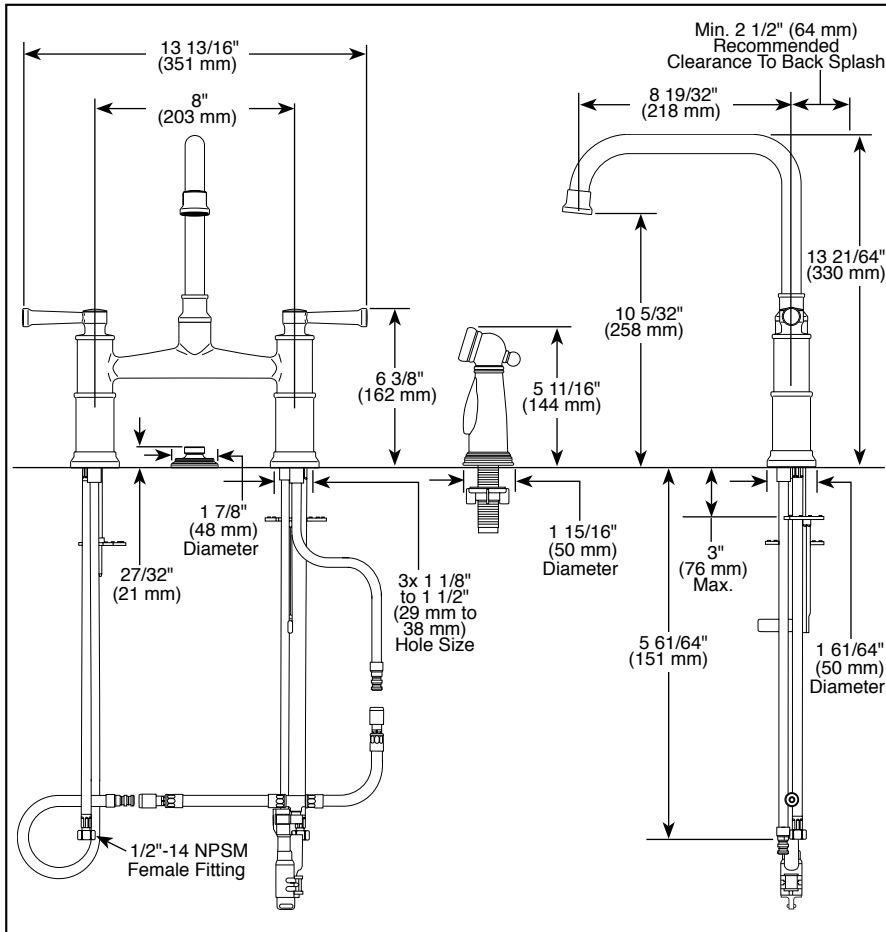 13 13/16"
(351 mm)
8"
(203 mm)
Min. 2 1/2" (64 mm)
Recommended
Clearance To Back Splash
8 19/32"
(218 mm)
13 21/64"
(330 mm)
10 5/32"
(258 mm)
6 3/8"
(162 mm)
5 11/16"
(144 mm)
1 7/8"
(48 mm)
Diameter
27/32"
(21 mm)
3x 1 1/8"
to 1 1/2"
(29 mm to
38 mm)
Hole Size
1 15/16"
(50 mm)
Diameter
3"
(76 mm)
Max.
5 61/64"
(151 mm)
1 61/64"
(50 mm)
Diameter
1/2"-14 NPSM
Female Fitting